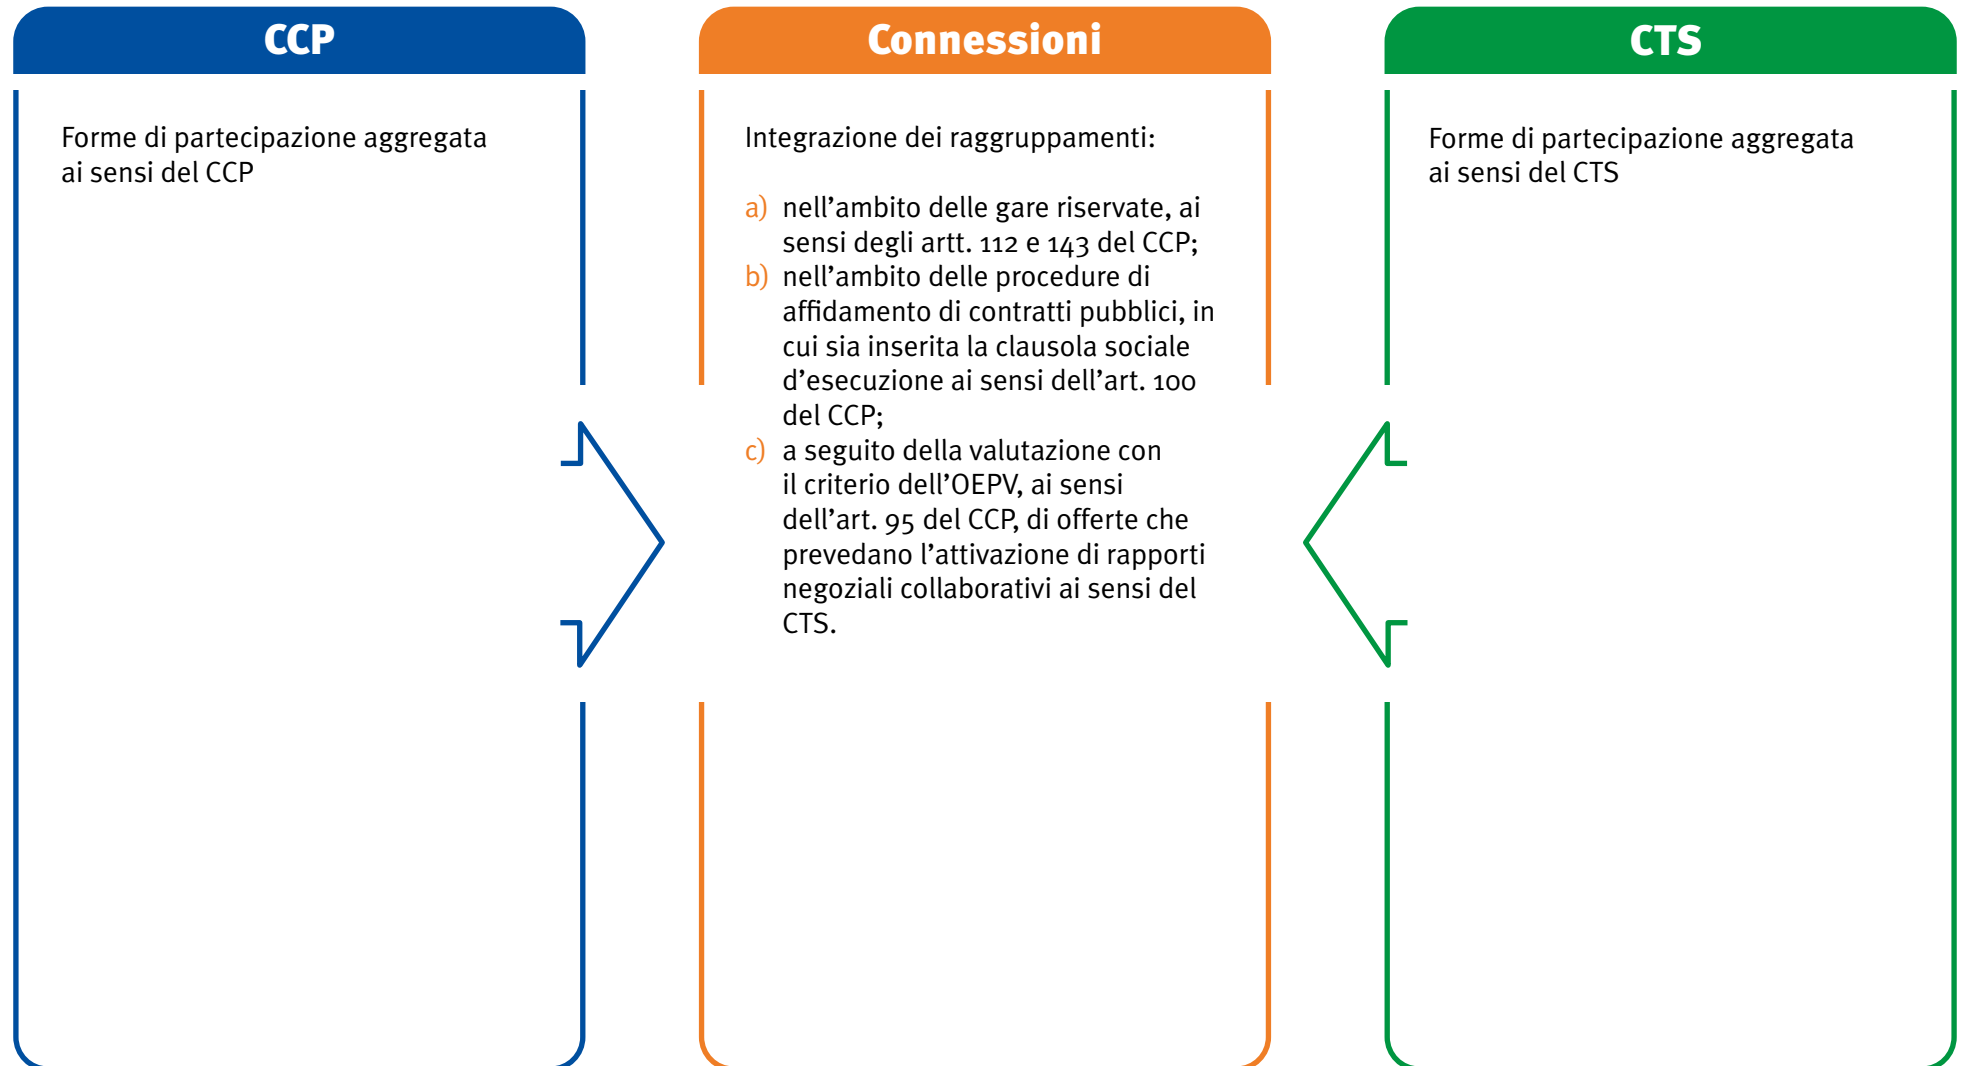 CCP
Forme di partecipazione aggregata
ai sensi del CCP
Connessioni
Integrazione dei raggruppamenti:
a) nell’ambito delle gare riservate, ai
sensi degli artt. 112 e 143 del CCP;
b) nell’ambito delle procedure di
affidamento di contratti pubblici, in
cui sia inserita la clausola sociale
d’esecuzione ai sensi dell’art. 100
del CCP;
c) a seguito della valutazione con
il criterio dell’OEPV, ai sensi
dell’art. 95 del CCP, di offerte che
prevedano l’attivazione di rapporti
negoziali collaborativi ai sensi del
CTS.
CTS
Forme di partecipazione aggregata
ai sensi del CTS